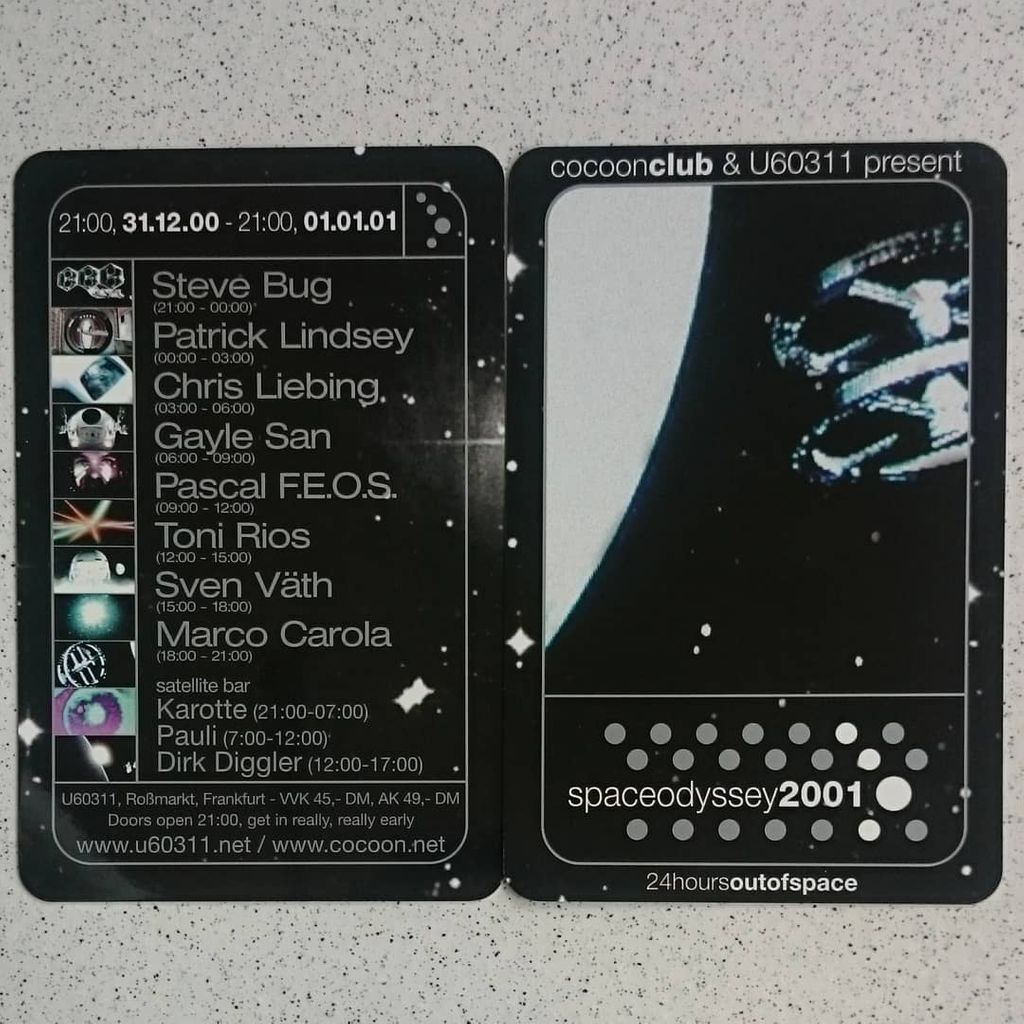 21:00, 31.12.00 - 21:00, 01.01.01
Steve Bug
(21:00 - 00:00)
Patrick Lindsey
(00:00 - 03:00)
Chris Liebing
(03:00 - 06:00)
Gayle San
(06:00 - 09:00)
Pascal F.E.O.S.
(09:00 - 12:00)
Toni Rios
(12:00 - 15:00)
Sven Väth
(15:00 - 18:00)
Marco Carola
(18:00 - 21:00)
satellite bar
Karotte (21:00-07:00)
Pauli (7:00-12:00)
Dirk Diggler (12:00-17:00)
U60311, Roßmarkt, Frankfurt - VVK 45,- DM, AK 49,- DM
Doors open 21:00, get in really, really early
www.u60311.net / www.cocoon.net
cocoonclub & U60311 present
spaceodyssey2001
24hoursoutofspace